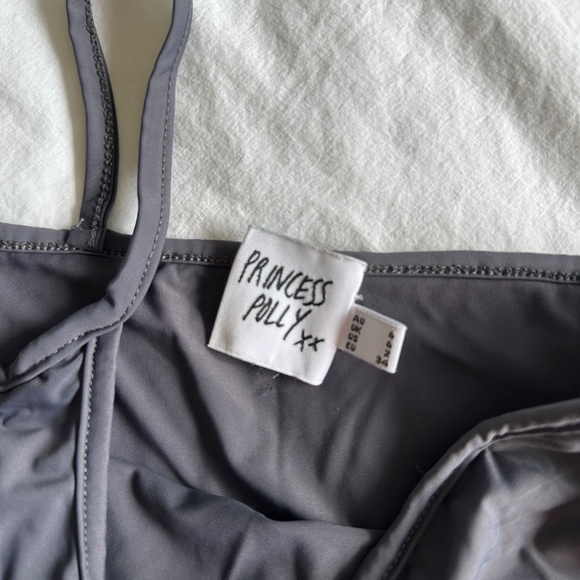 PRINCESS
POLLY
xx
AU 6
UK 6
US 2
EU 34